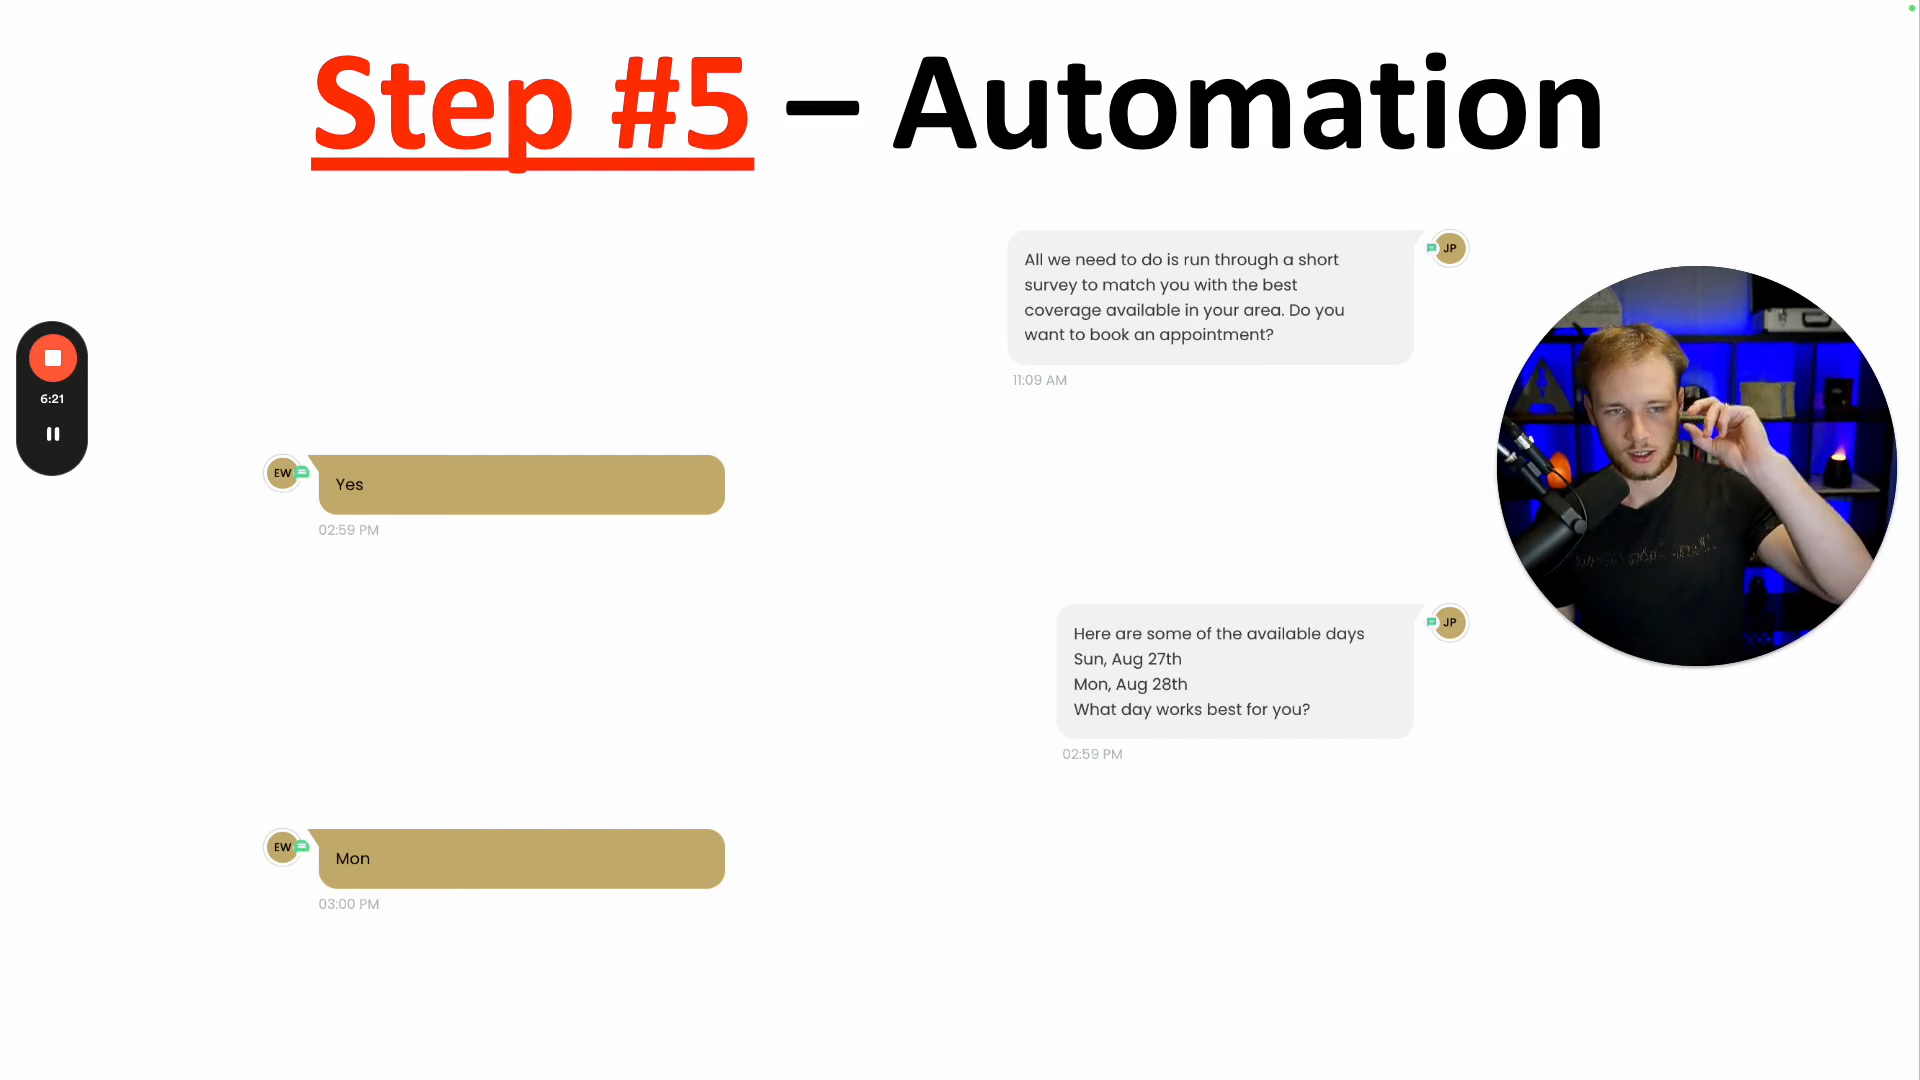 Step #5 – Automation
All we need to do is run through a short
survey to match you with the best
coverage available in your area. Do you
want to book an appointment?
JP
11:09 AM
6:21
EW
Yes
02:59 PM
Here are some of the available days
Sun, Aug 27th
Mon, Aug 28th
What day works best for you?
JP
02:59 PM
EW
Mon
03:00 PM